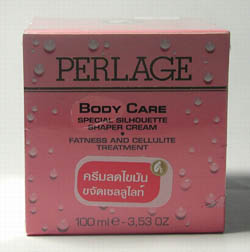 PERLAGE
BODY CARE
SPECIAL SILHOUETTE
SHAPER CREAM
FATNESS AND CELLULITE
TREATMENT
ครีมลดไขมัน
ขจัดเซลลูไลท์
100 ml e - 3,53 OZ